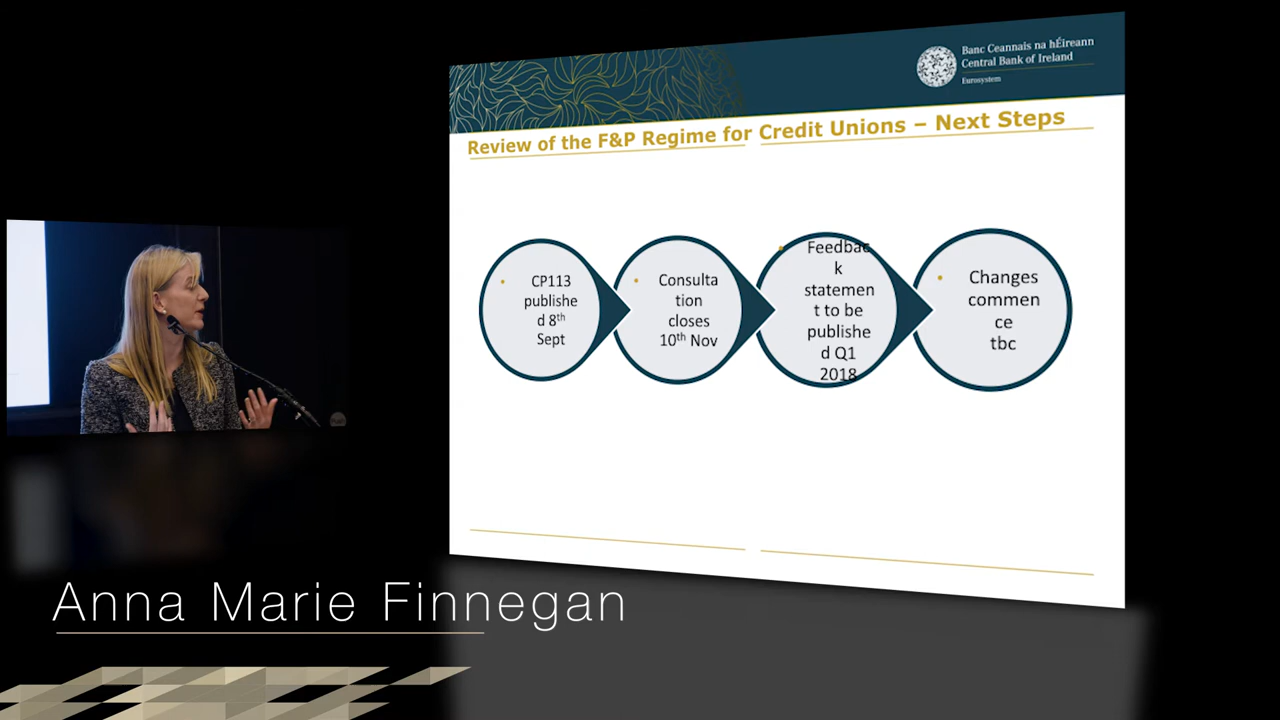 Banc Ceannais na hÉireann
Central Bank of Ireland
Eurosystem
Review of the F&P Regime for Credit Unions – Next Steps
• CP113
publishe
d 8th
Sept
• Consulta
tion
closes
10th Nov
• Feedbac
k
statemen
t to be
publishe
d Q1
2018
• Changes
commen
ce
tbc
Anna Marie Finnegan